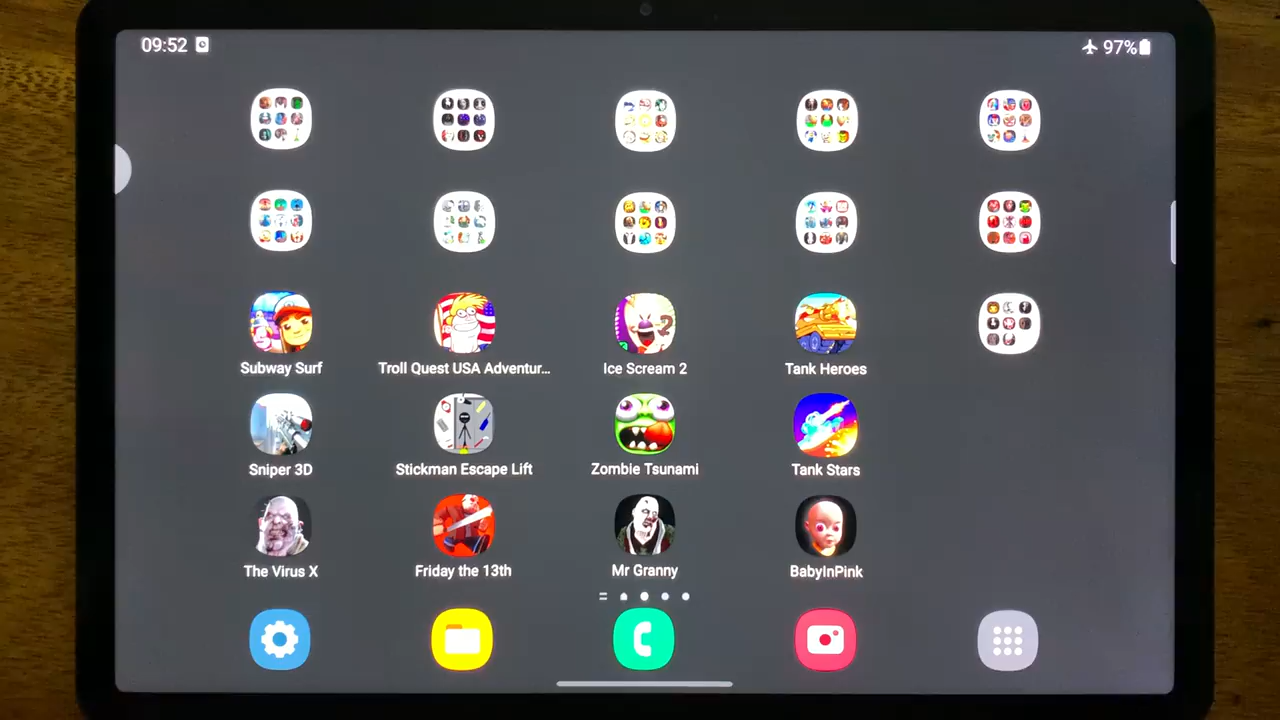 09:52
97%
Subway Surf
Troll Quest USA Adventur...
Ice Scream 2
Tank Heroes
Sniper 3D
Stickman Escape Lift
Zombie Tsunami
Tank Stars
The Virus X
Friday the 13th
Mr Granny
BabyInPink